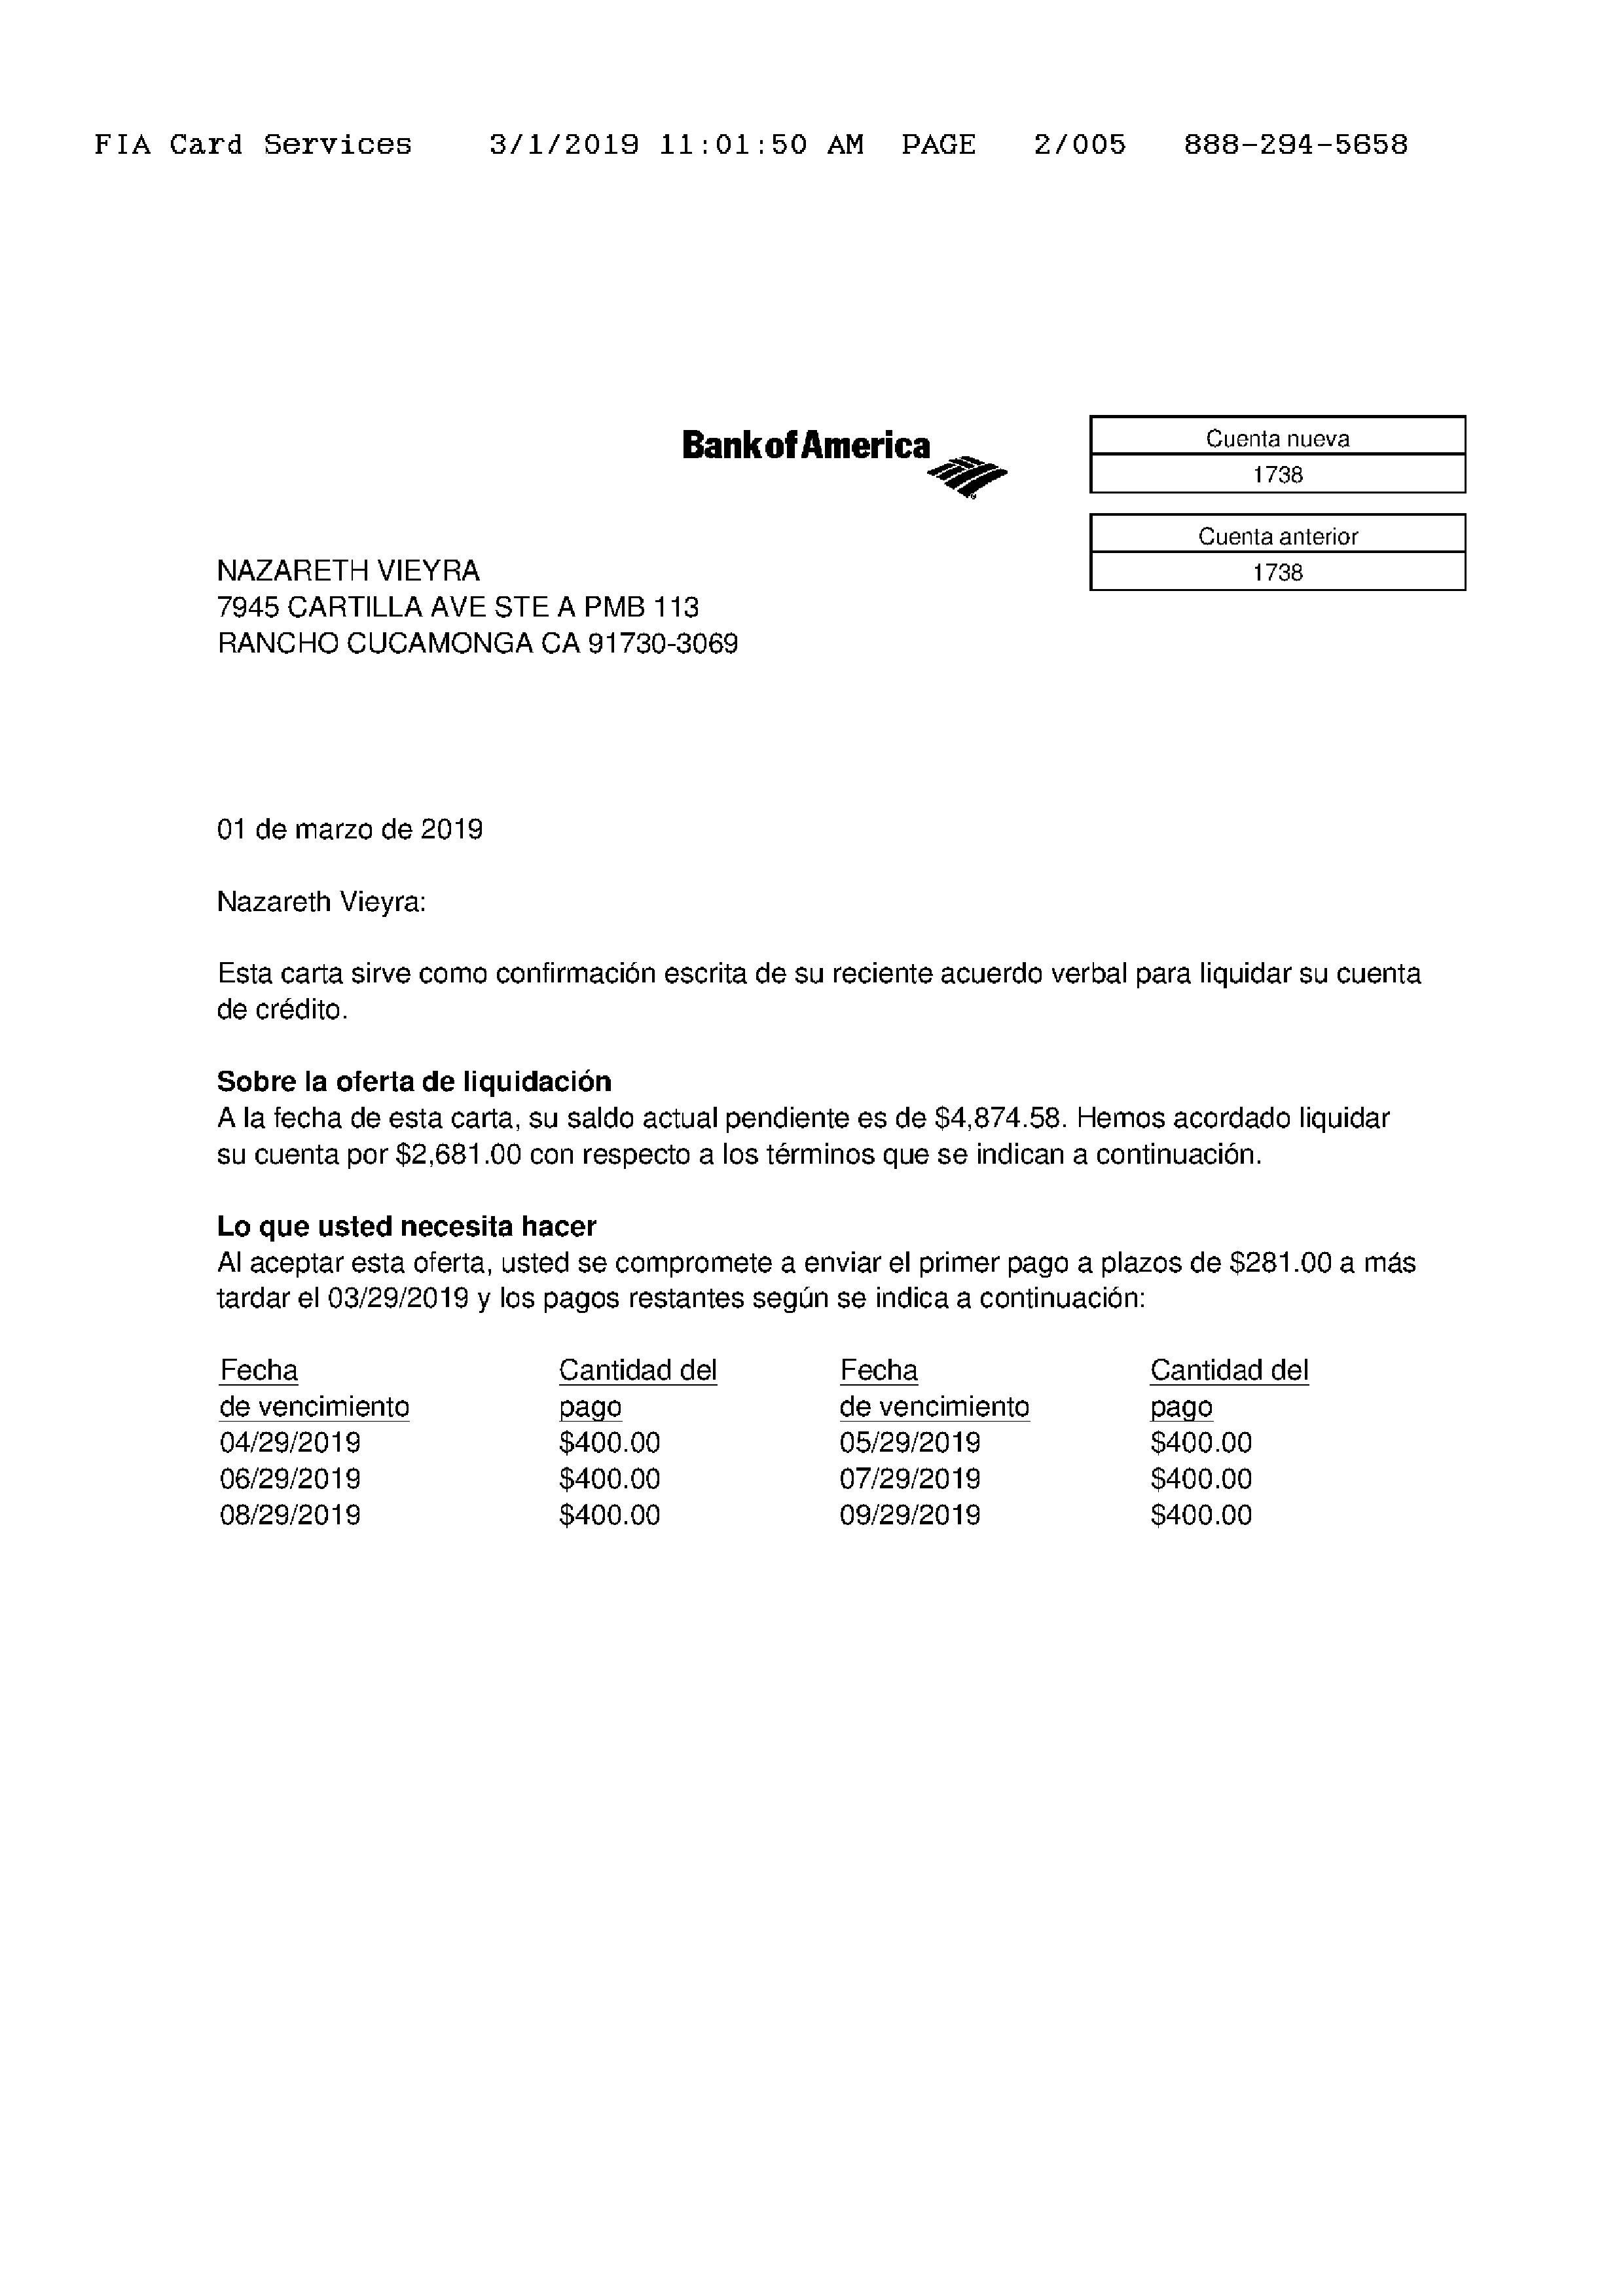 FIA Card Services 3/1/2019 11:01:50 AM PAGE 2/005 888-294-5658
Bank of America
Cuenta nueva
1738
Cuenta anterior
1738
NAZARETH VIEYRA
7945 CARTILLA AVE STE A PMB 113
RANCHO CUCAMONGA CA 91730-3069
01 de marzo de 2019
Nazareth Vieyra:
Esta carta sirve como confirmación escrita de su reciente acuerdo verbal para liquidar su cuenta
de crédito.
Sobre la oferta de liquidación
A la fecha de esta carta, su saldo actual pendiente es de $4,874.58. Hemos acordado liquidar
su cuenta por $2,681.00 con respecto a los términos que se indican a continuación.
Lo que usted necesita hacer
Al aceptar esta oferta, usted se compromete a enviar el primer pago a plazos de $281.00 a más
tardar el 03/29/2019 y los pagos restantes según se indica a continuación:
Fecha Cantidad del Fecha Cantidad del
de vencimiento pago de vencimiento pago
04/29/2019 $400.00 05/29/2019 $400.00
06/29/2019 $400.00 07/29/2019 $400.00
08/29/2019 $400.00 09/29/2019 $400.00